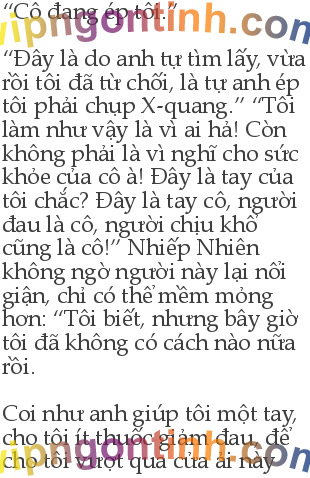 “Cô đang ép tôi.”
vipngontinh.com
“Đây là do anh tự tìm lấy, vừa
rồi tôi đã từ chối, là tự anh ép
tôi phải chụp X-quang.” “Tôi
làm như vậy là vì ai hả! Còn
không phải là vì nghĩ cho sức
khỏe của cô à! Đây là tay của
tôi chắc? Đây là tay cô, người
đau là cô, người chịu khổ
cũng là cô!” Nhiếp Nhiên
không ngờ người này lại nổi
giận, chỉ có thể mềm mỏng
hơn: “Tôi biết, nhưng bây giờ
tôi đã không có cách nào nữa
rồi.
Coi như anh giúp tôi một tay,
cho tôi ít thuốc giảm đau, để
vipngontinh.com
cho tôi vượt qua cửa ải này